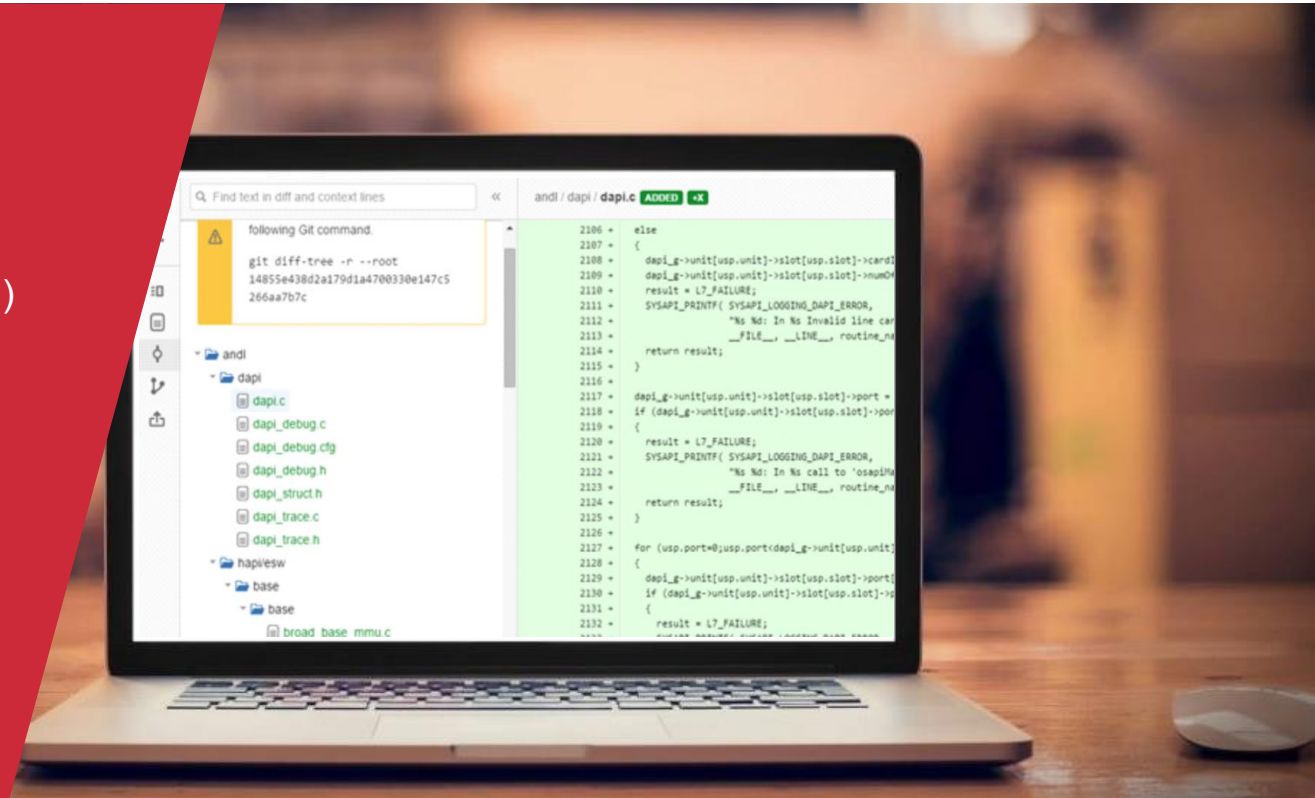 )
Find text in diff and context lines
«
andl / dapi / dapi.c ADDED +X
following Git command.
git diff-tree -r --root
14855e438d2a179d1a4700330e147c5
266aa7b7c
andl
dapi
dapi.c
dapi_debug.c
dapi_debug.cfg
dapi_debug.h
dapi_struct.h
dapi_trace.c
dapi_trace.h
hapi/esw
base
base
broad_base_mmu.c
2106 + else
2107 + {
2108 + dapi_g->unit[usp.unit]->slot[usp.slot]->cardI
2109 + dapi_g->unit[usp.unit]->slot[usp.slot]->numOf
2110 + result = L7_FAILURE;
2111 + SYSAPI_PRINTF( SYSAPI_LOGGING_DAPI_ERROR,
2112 + "%s %d: In %s Invalid line car
2113 + __FILE__, __LINE__, routine_na
2114 + return result;
2115 + }
2116 +
2117 + dapi_g->unit[usp.unit]->slot[usp.slot]->port =
2118 + if (dapi_g->unit[usp.unit]->slot[usp.slot]->por
2119 + {
2120 + result = L7_FAILURE;
2121 + SYSAPI_PRINTF( SYSAPI_LOGGING_DAPI_ERROR,
2122 + "%s %d: In %s call to 'osapiMa
2123 + __FILE__, __LINE__, routine_na
2124 + return result;
2125 + }
2126 +
2127 + for (usp.port=0;usp.port<dapi_g->unit[usp.unit]
2128 + {
2129 + dapi_g->unit[usp.unit]->slot[usp.slot]->port[
2130 + if (dapi_g->unit[usp.unit]->slot[usp.slot]->p
2131 + {
2132 + result = L7_FAILURE;